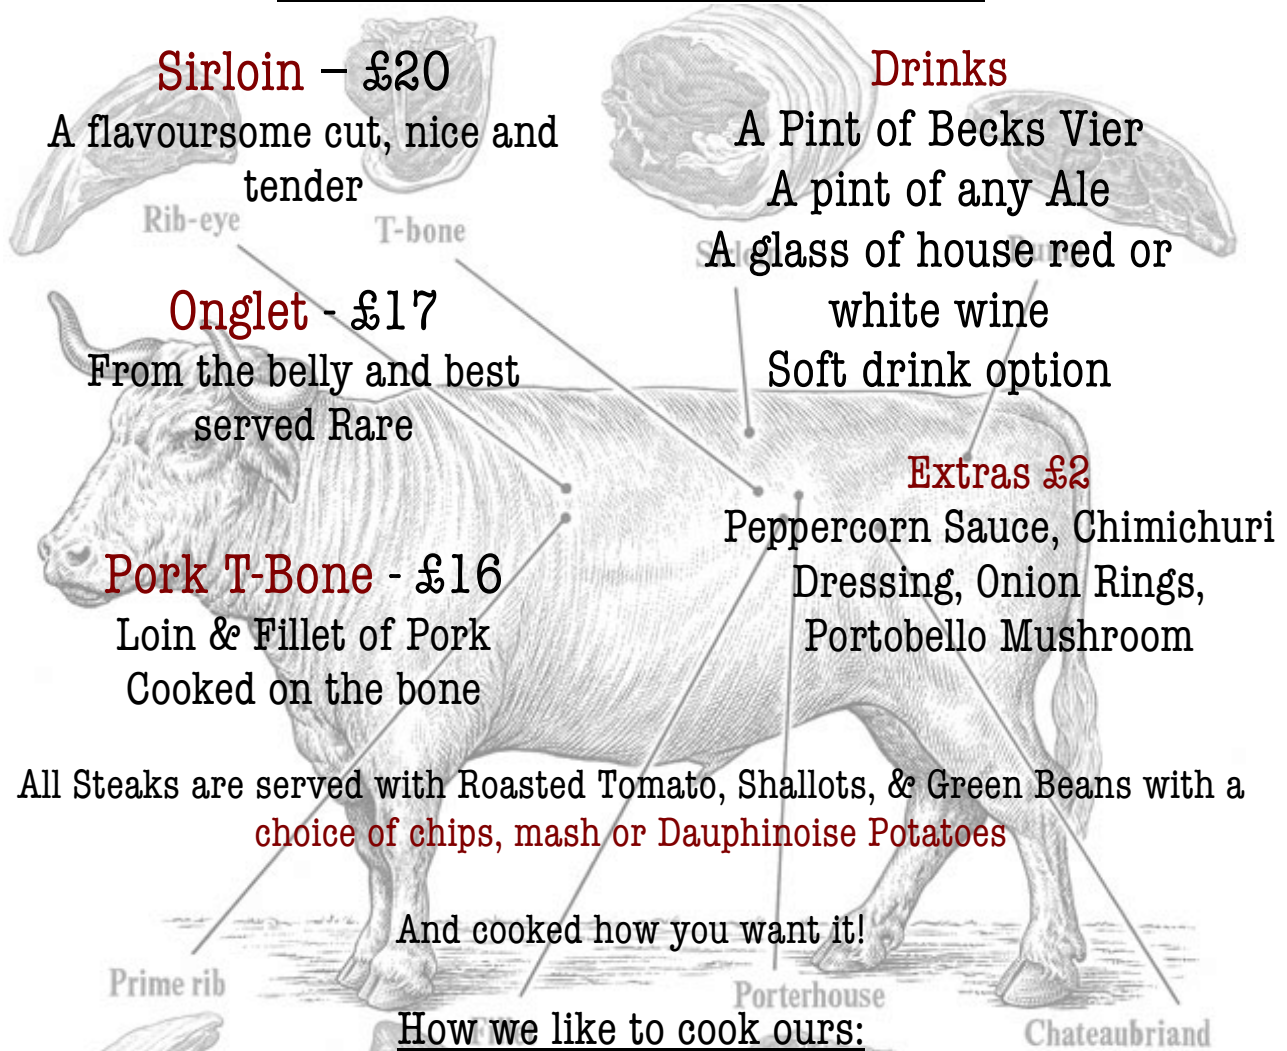 Sirloin – £20
A flavoursome cut, nice and
tender
Rib-eye
T-bone
Onglet - £17
From the belly and best
served Rare
Pork T-Bone - £16
Loin & Fillet of Pork
Cooked on the bone
Drinks
A Pint of Becks Vier
A pint of any Ale
A glass of house red or
white wine
Soft drink option
Extras £2
Peppercorn Sauce, Chimichuri
Dressing, Onion Rings,
Portobello Mushroom
All Steaks are served with Roasted Tomato, Shallots, & Green Beans with a
choice of chips, mash or Dauphinoise Potatoes
And cooked how you want it!
Prime rib
Porterhouse
Chateaubriand
How we like to cook ours: